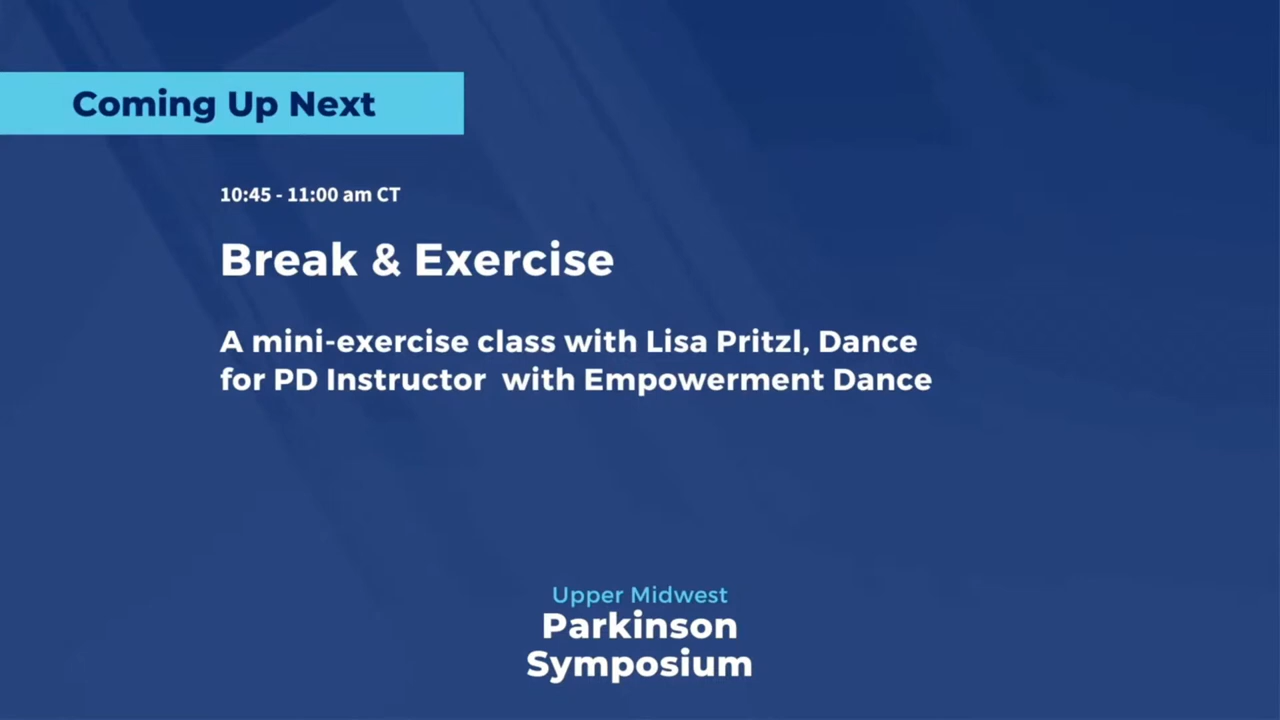 Coming Up Next
10:45 - 11:00 am CT
Break & Exercise
A mini-exercise class with Lisa Pritzl, Dance
for PD Instructor  with Empowerment Dance
Upper Midwest
Parkinson
Symposium